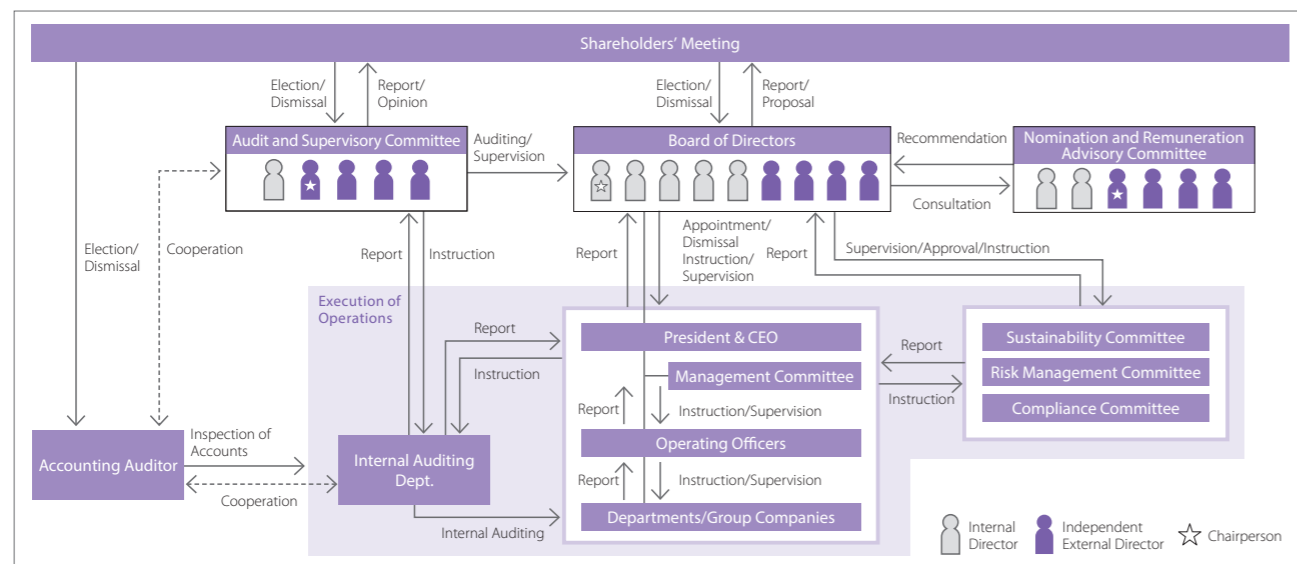 Shareholders’ Meeting
Election/
Dismissal
Report/
Opinion
Election/
Dismissal
Report/
Proposal
Audit and Supervisory Committee
Auditing/
Supervision
Board of Directors
Recommendation
Nomination and Remuneration
Advisory Committee
Consultation
Election/
Dismissal
Cooperation
Report
Instruction
Report
Appointment/
Dismissal
Instruction/
Supervision
Report
Supervision/Approval/Instruction
Execution of
Operations
Report
Instruction
President & CEO
Management Committee
Report
Instruction/Supervision
Operating Officers
Report
Instruction/Supervision
Departments/Group Companies
Report
Instruction
Sustainability Committee
Risk Management Committee
Compliance Committee
Accounting Auditor
Inspection of
Accounts
Cooperation
Internal Auditing
Dept.
Internal Auditing
Internal
Director
Independent
External Director
Chairperson